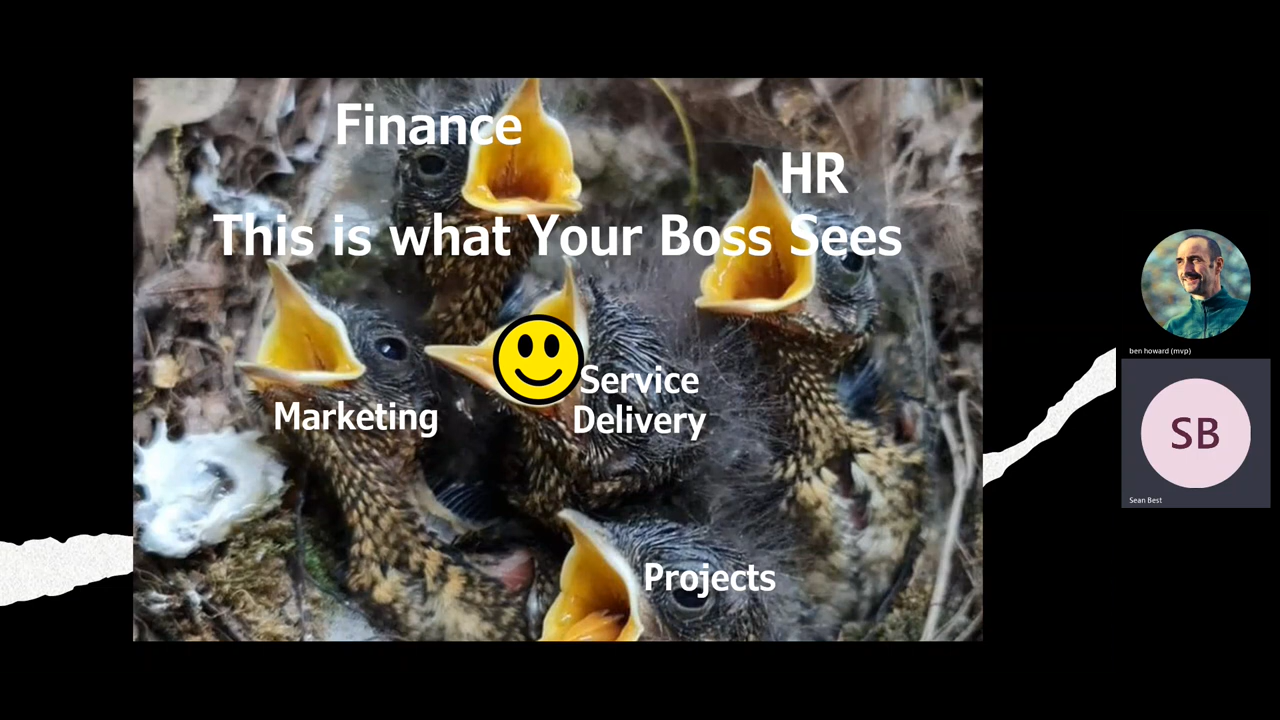 Finance
HR
This is what Your Boss Sees
Service
Delivery
Marketing
Projects
ben howard (mvp)
SB
Sean Best